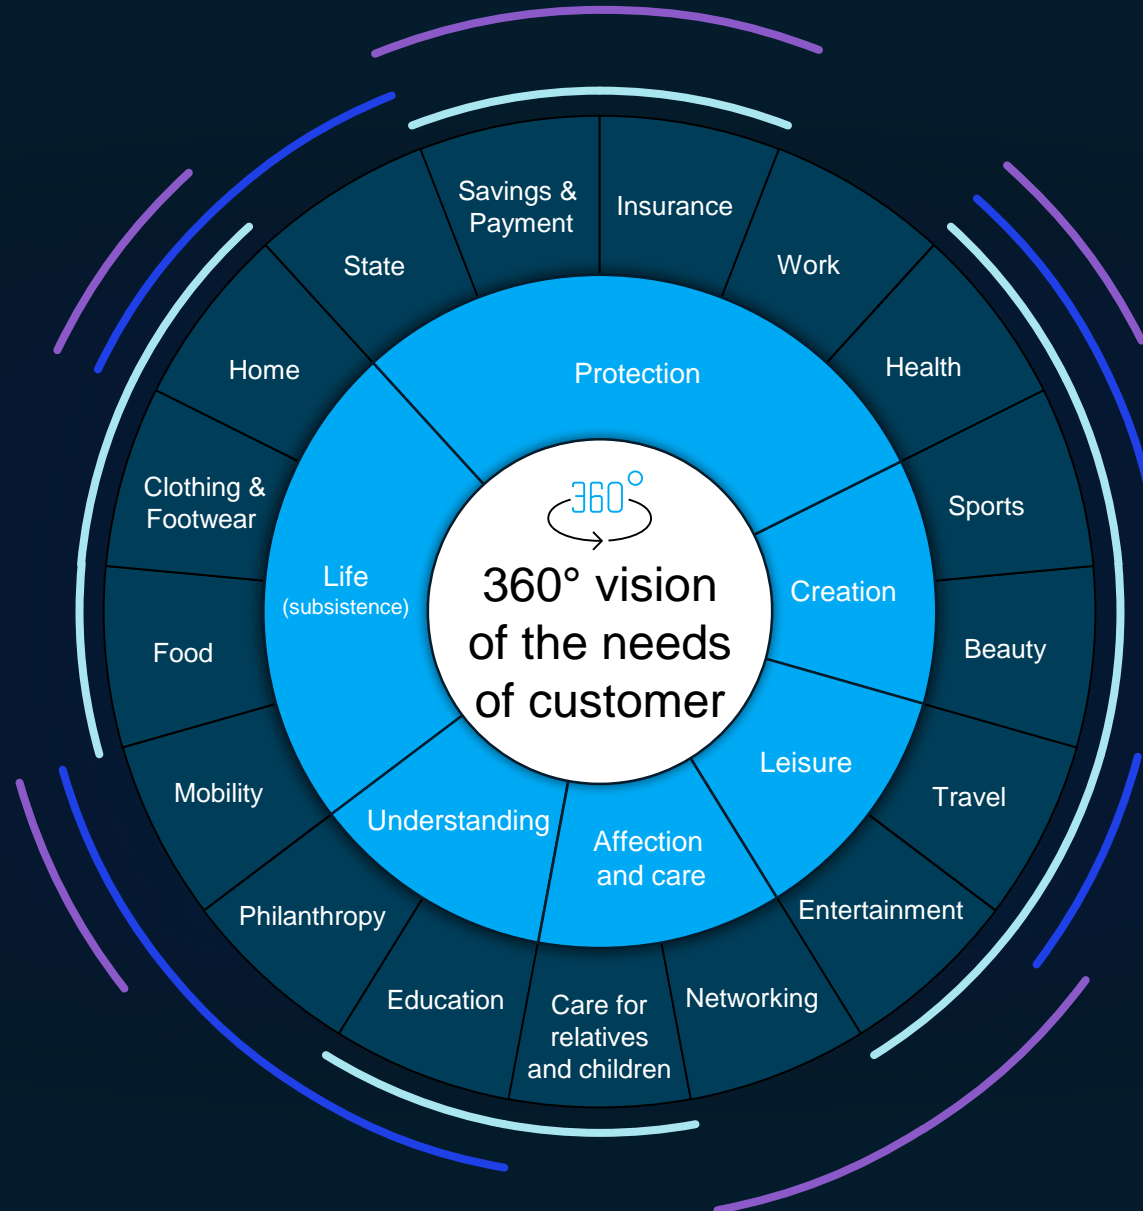 Savings &
Payment
Insurance
State
Work
Home
Health
Protection
Clothing &
Footwear
Sports
360°
360° vision
of the needs
of customer
Life
(subsistence)
Creation
Food
Beauty
Leisure
Mobility
Travel
Understanding
Affection
and care
Philanthropy
Entertainment
Education
Care for
relatives
and children
Networking